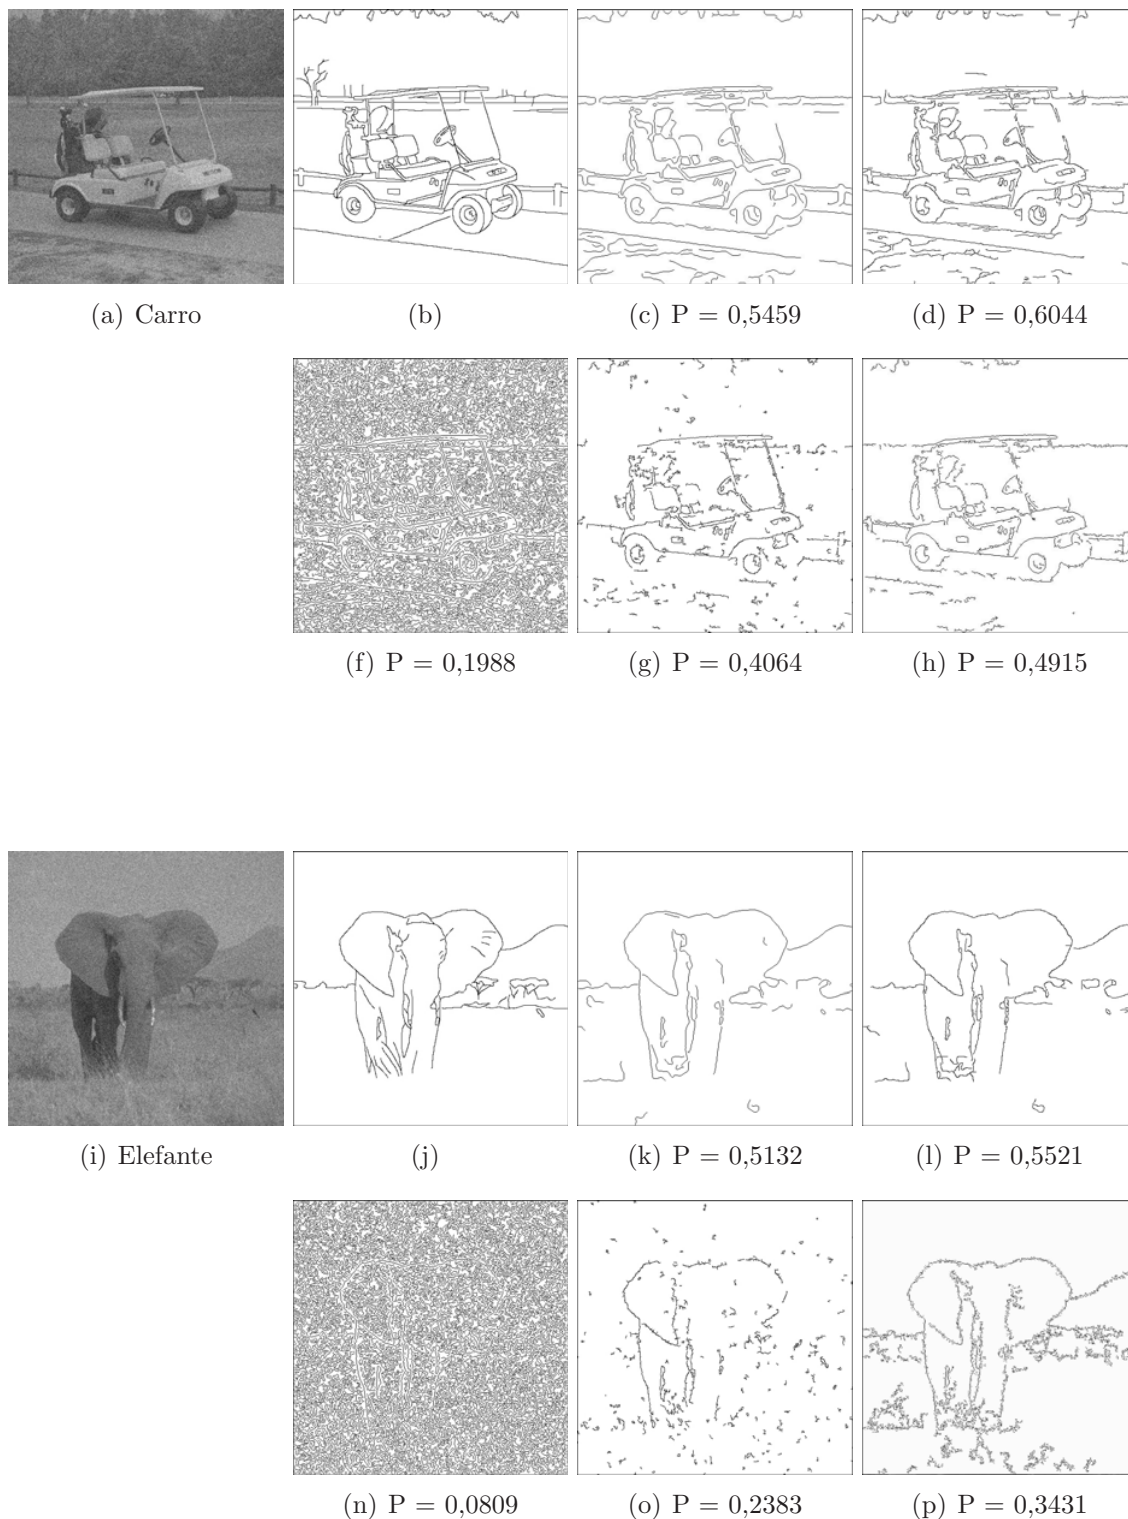 (a) Carro
(b)
(c) P = 0,5459
(d) P = 0,6044
(f) P = 0,1988
(g) P = 0,4064
(h) P = 0,4915
(i) Elefante
(j)
(k) P = 0,5132
(l) P = 0,5521
(n) P = 0,0809
(o) P = 0,2383
(p) P = 0,3431